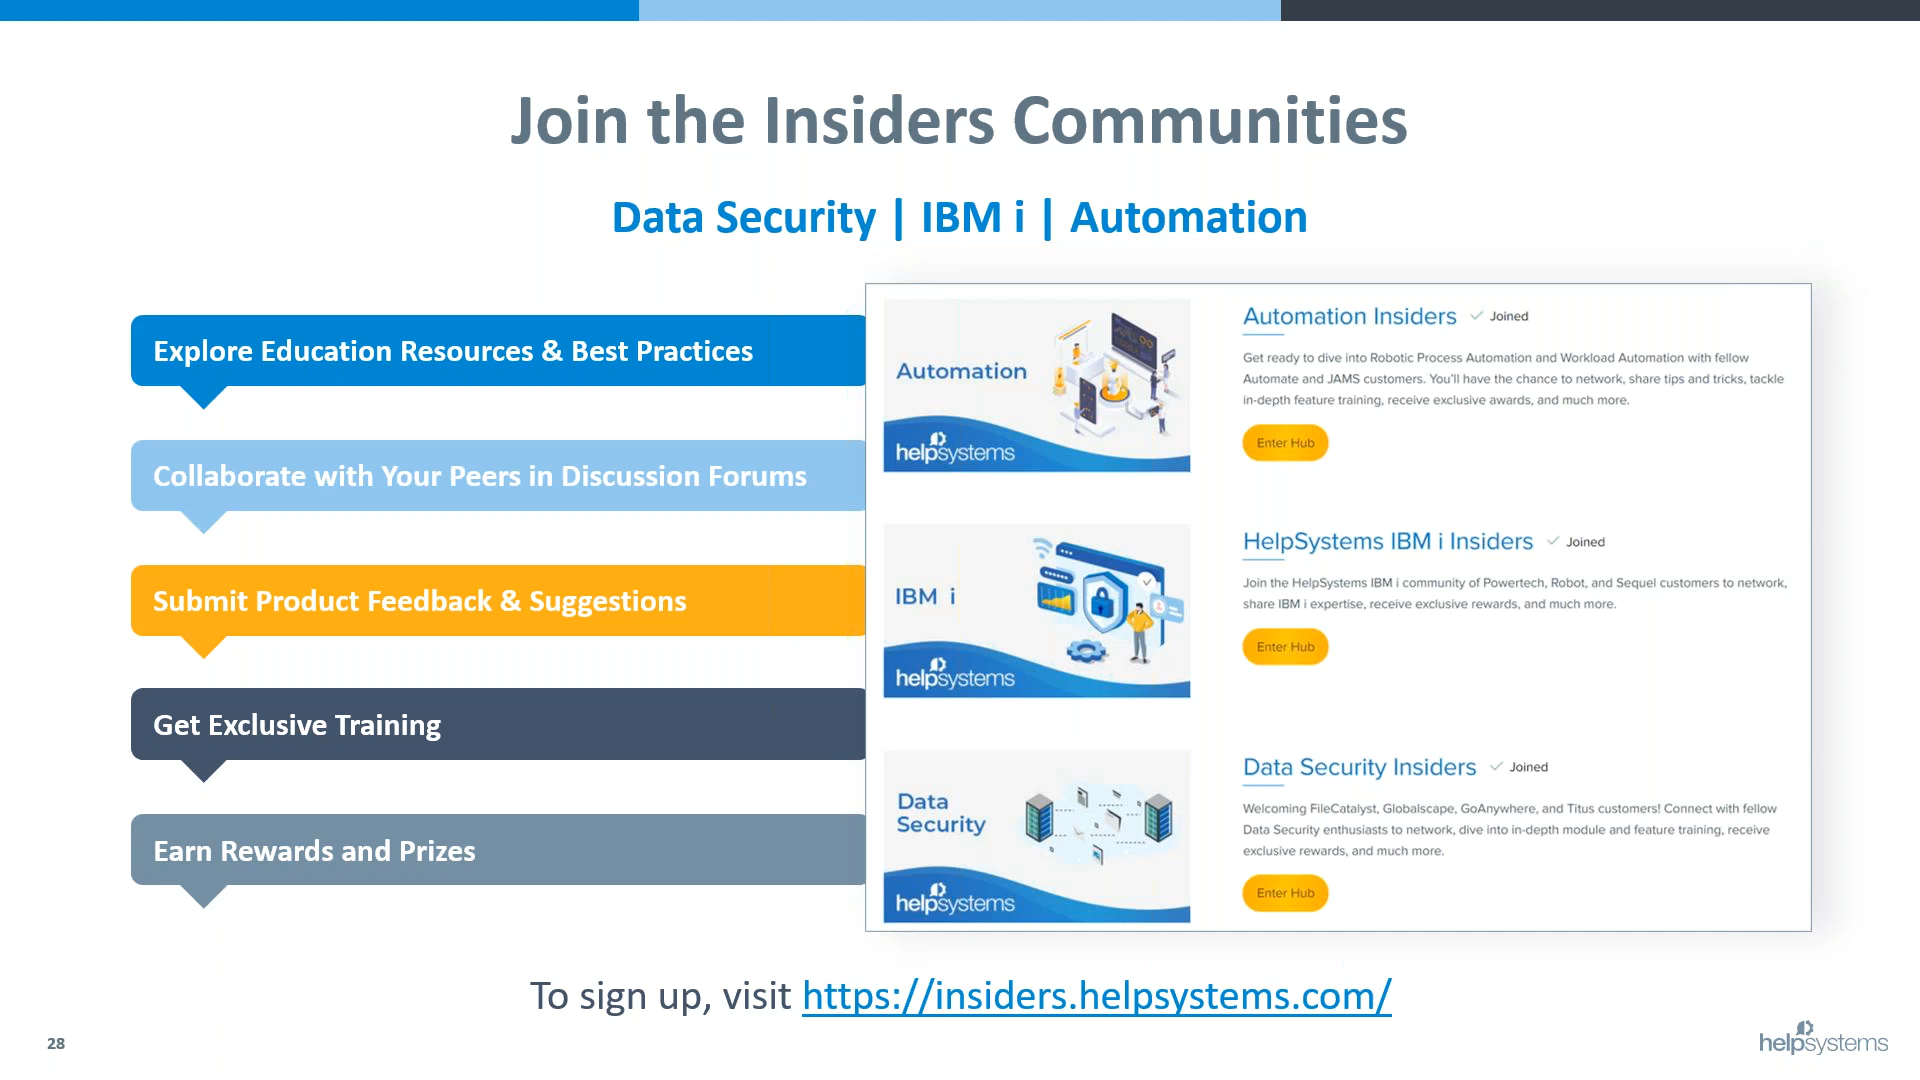 Join the Insiders Communities
Data Security | IBM i | Automation
Explore Education Resources & Best Practices
Collaborate with Your Peers in Discussion Forums
Submit Product Feedback & Suggestions
Get Exclusive Training
Earn Rewards and Prizes
Automation
helpsystems
Automation Insiders ✓ Joined
Get ready to dive into Robotic Process Automation and Workload Automation with fellow
Automate and JAMS customers. You'll have the chance to network, share tips and tricks, tackle
in-depth feature training, receive exclusive awards, and much more.
Enter Hub
IBM i
helpsystems
HelpSystems IBM i Insiders ✓ Joined
Join the HelpSystems IBM i community of Powertech, Robot, and Sequel customers to network,
share IBM i expertise, receive exclusive rewards, and much more.
Enter Hub
Data
Security
helpsystems
Data Security Insiders ✓ Joined
Welcoming FileCatalyst, Globalscape, GoAnywhere, and Titus customers! Connect with fellow
Data Security enthusiasts to network, dive into in-depth module and feature training, receive
exclusive rewards, and much more.
Enter Hub
To sign up, visit https://insiders.helpsystems.com/
28
helpsystems